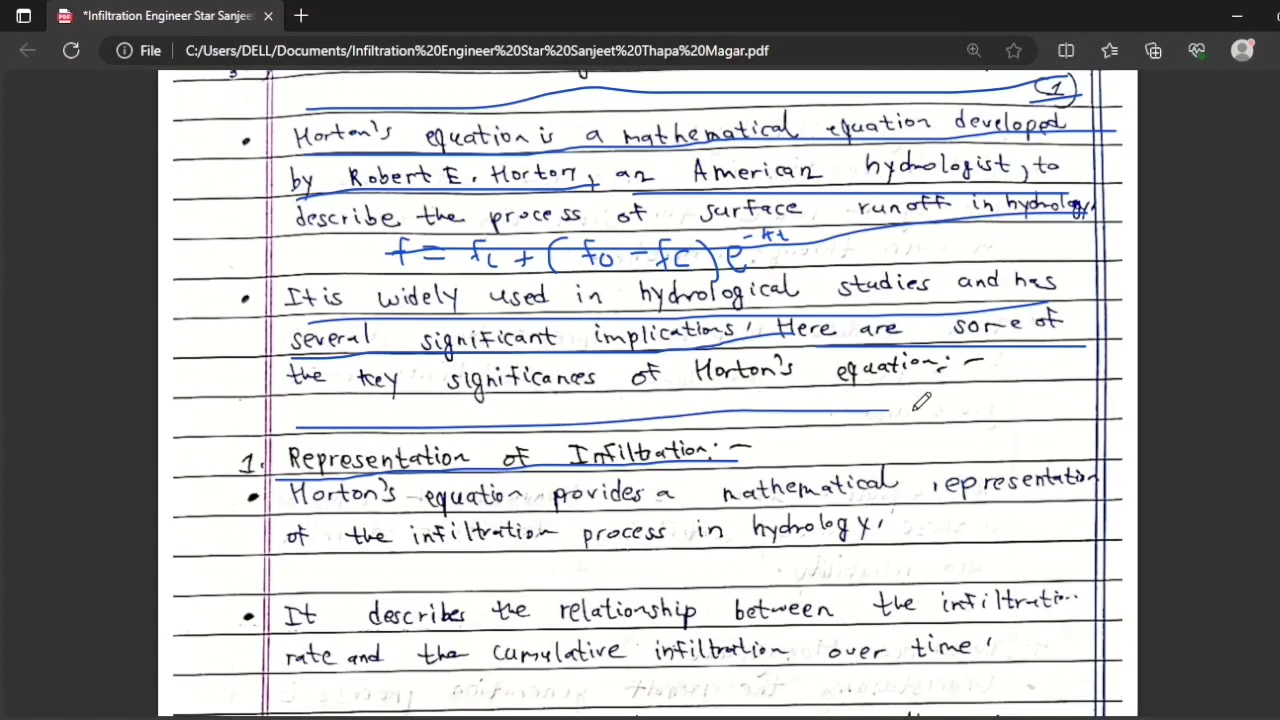 *Infiltration Engineer Star Sanjee
File
C:/Users/DELL/Documents/Infiltration%20Engineer%20Star%20Sanjeet%20Thapa%20Magar.pdf
(1)
• Horton's equation is a mathematical equation developed
by Robert E. Horton, an American hydrologist, to
describe the process of surface runoff in hydrology.
f = fc + (fo - fc) e^-kt
• It is widely used in hydrological studies and has
several significant implications. Here are some of
the key significances of Horton's equation:-
1. Representation of Infiltration:-
• Horton's equation provides a mathematical representation
of the infiltration process in hydrology.
• It describes the relationship between the infiltration
rate and the cumulative infiltration over time.